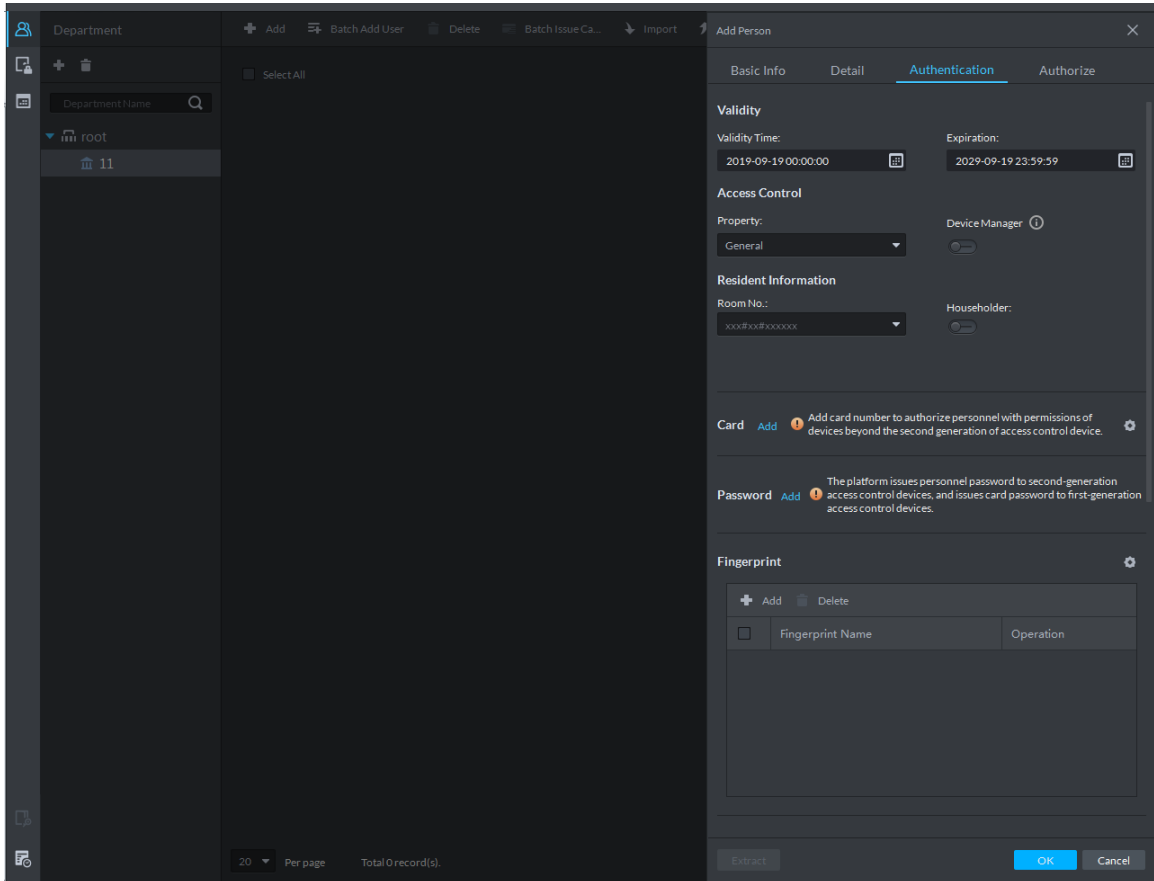 Department
Add
Batch Add User
Delete
Batch Issue Ca...
Import
Select All
Department Name
root
11
20
Per page
Total 0 record(s).
Add Person
Basic Info
Detail
Authentication
Authorize
Validity
Validity Time:
Expiration:
2019-09-19 00:00:00
2029-09-19 23:59:59
Access Control
Property:
Device Manager
General
Resident Information
Room No.:
Householder:
xxx#xx#xxxxxx
Card Add
Add card number to authorize personnel with permissions of
devices beyond the second generation of access control device.
Password Add
The platform issues personnel password to second-generation
access control devices, and issues card password to first-generation
access control devices.
Fingerprint
Add
Delete
Fingerprint Name
Operation
Extract
OK
Cancel